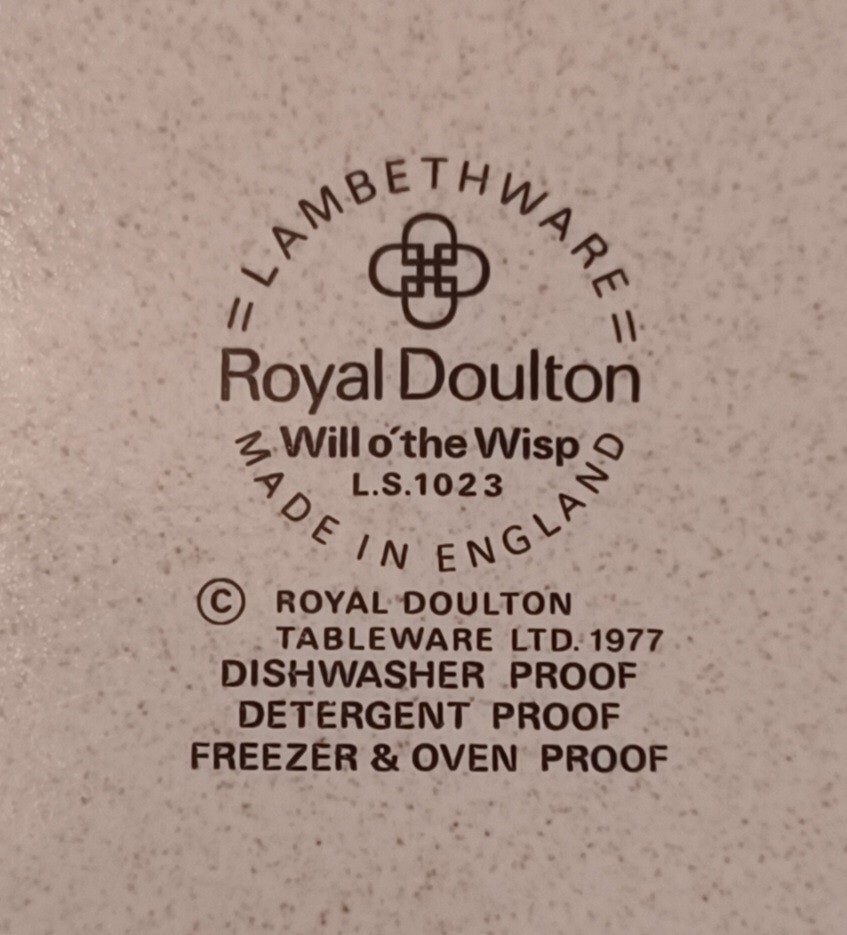 =LAMBETHWARE=
Royal Doulton
Will o'the Wisp
L.S.1023
MADE IN ENGLAND
© ROYAL DOULTON
TABLEWARE LTD. 1977
DISHWASHER PROOF
DETERGENT PROOF
FREEZER & OVEN PROOF